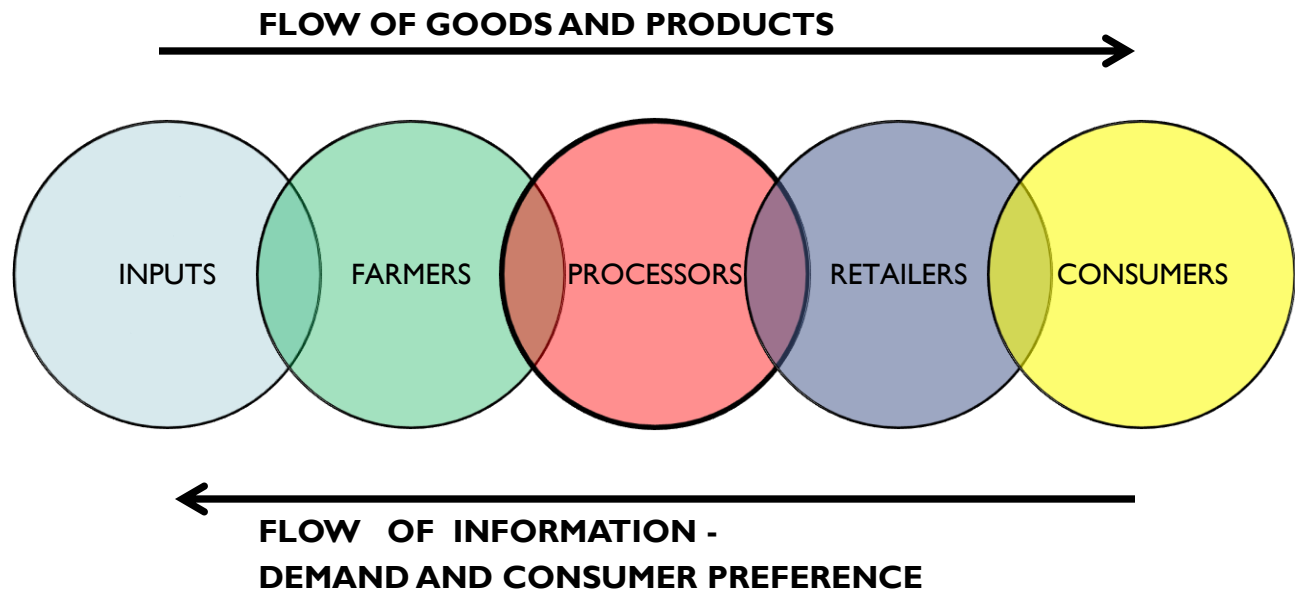 FLOW OF GOODS AND PRODUCTS
INPUTS
FARMERS
PROCESSORS
RETAILERS
CONSUMERS
FLOW OF INFORMATION -
DEMAND AND CONSUMER PREFERENCE